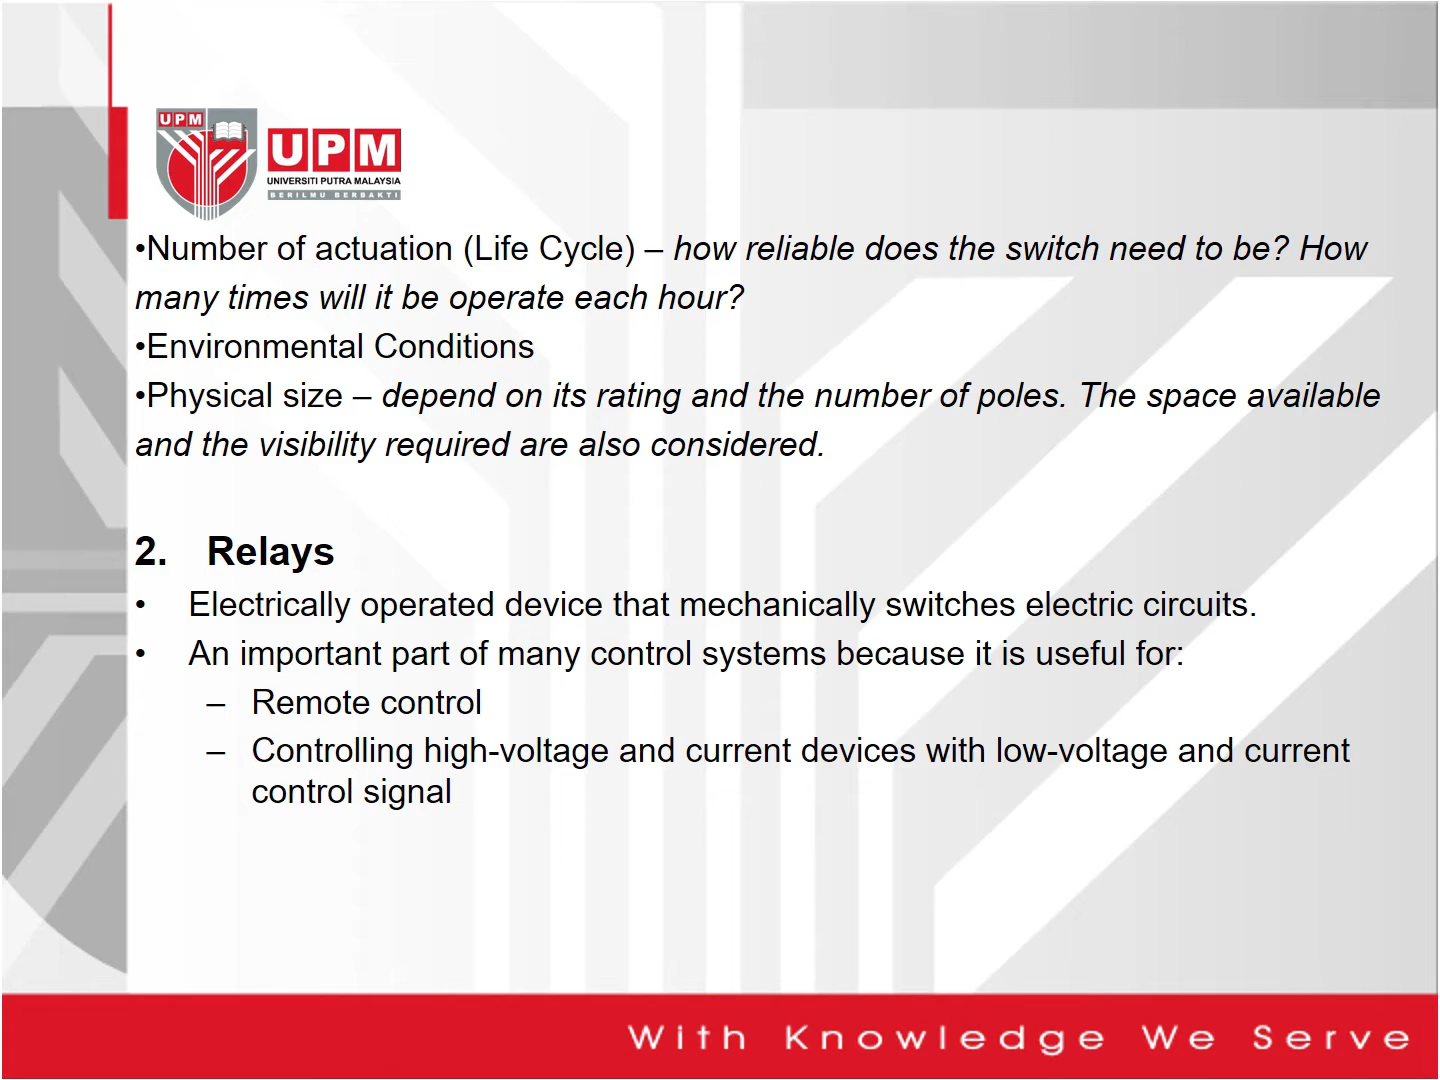 UPM
UPM
UNIVERSITI PUTRA MALAYSIA
BERILMU BERBAKTI
•Number of actuation (Life Cycle) – how reliable does the switch need to be? How
many times will it be operate each hour?
•Environmental Conditions
•Physical size – depend on its rating and the number of poles. The space available
and the visibility required are also considered.
2. Relays
• Electrically operated device that mechanically switches electric circuits.
• An important part of many control systems because it is useful for:
– Remote control
– Controlling high-voltage and current devices with low-voltage and current
control signal
With Knowledge We Serve